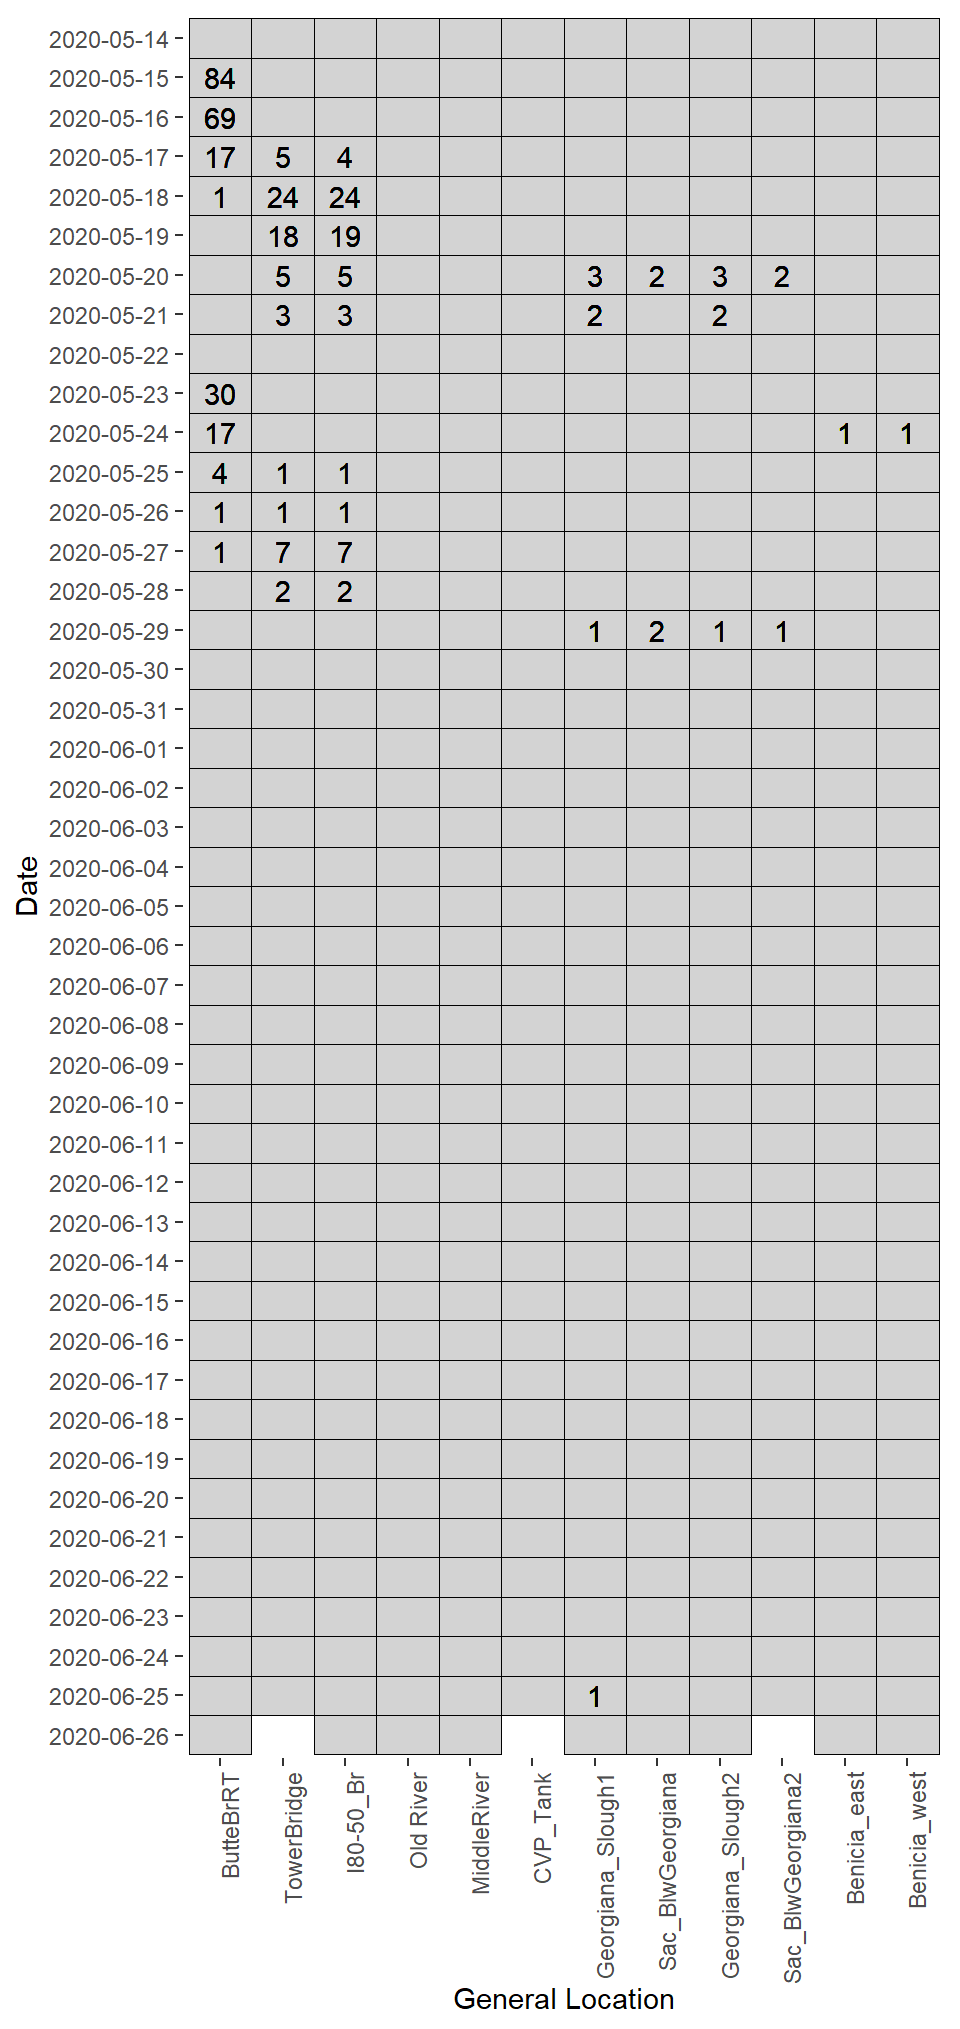 2020-05-14
2020-05-15 84
2020-05-16 69
2020-05-17 17 5 4
2020-05-18 1 24 24
2020-05-19 18 19
2020-05-20 5 5 3 2 3 2
2020-05-21 3 3 2 2
2020-05-22
2020-05-23 30
2020-05-24 17 1 1
2020-05-25 4 1 1
2020-05-26 1 1 1
2020-05-27 1 7 7
2020-05-28 2 2
2020-05-29 1 2 1 1
2020-05-30
2020-05-31
2020-06-01
2020-06-02
2020-06-03
2020-06-04
2020-06-05
2020-06-06
2020-06-07
2020-06-08
2020-06-09
2020-06-10
2020-06-11
2020-06-12
2020-06-13
2020-06-14
2020-06-15
2020-06-16
2020-06-17
2020-06-18
2020-06-19
2020-06-20
2020-06-21
2020-06-22
2020-06-23
2020-06-24
2020-06-25 1
2020-06-26
Date
ButteBrRT
TowerBridge
I80-50_Br
Old River
MiddleRiver
CVP_Tank
Georgiana_Slough1
Sac_BlwGeorgiana
Georgiana_Slough2
Sac_BlwGeorgiana2
Benicia_east
Benicia_west
General Location